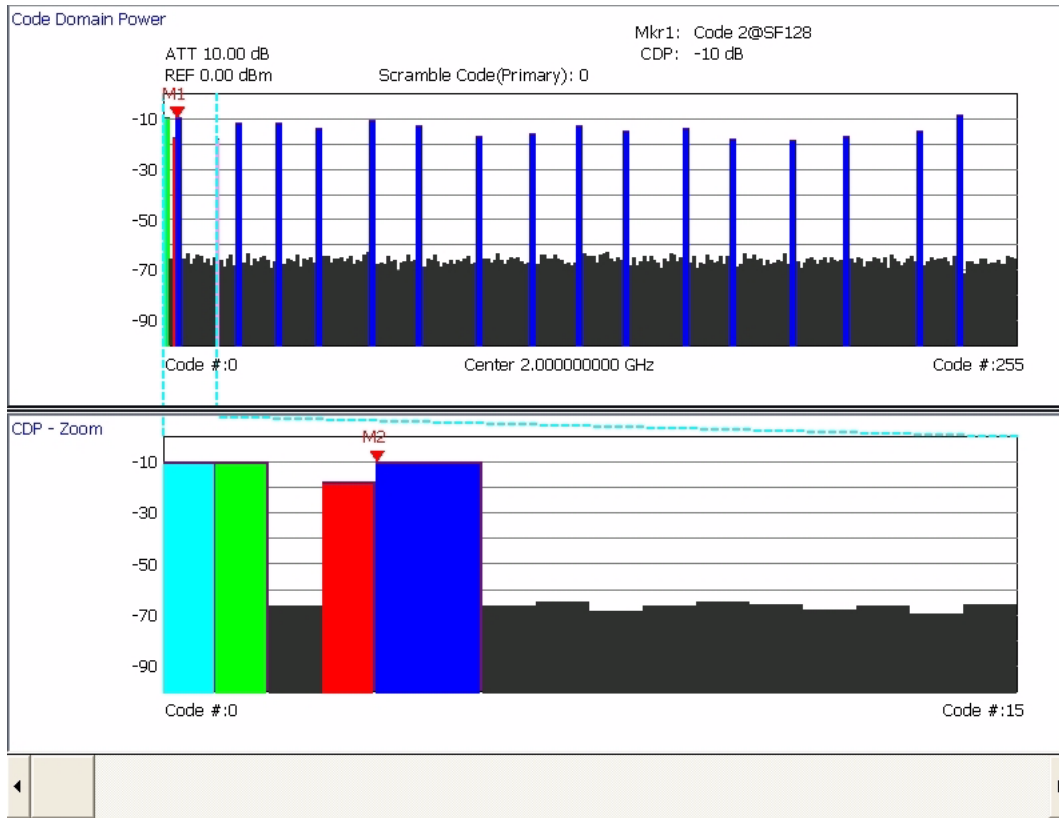 Code Domain Power
Mkr1: Code 2@SF128
ATT 10.00 dB
CDP: -10 dB
REF 0.00 dBm
Scramble Code(Primary): 0
M1
-10
-30
-50
-70
-90
Code #:0
Center 2.000000000 GHz
Code #:255
CDP - Zoom
M2
-10
-30
-50
-70
-90
Code #:0
Code #:15